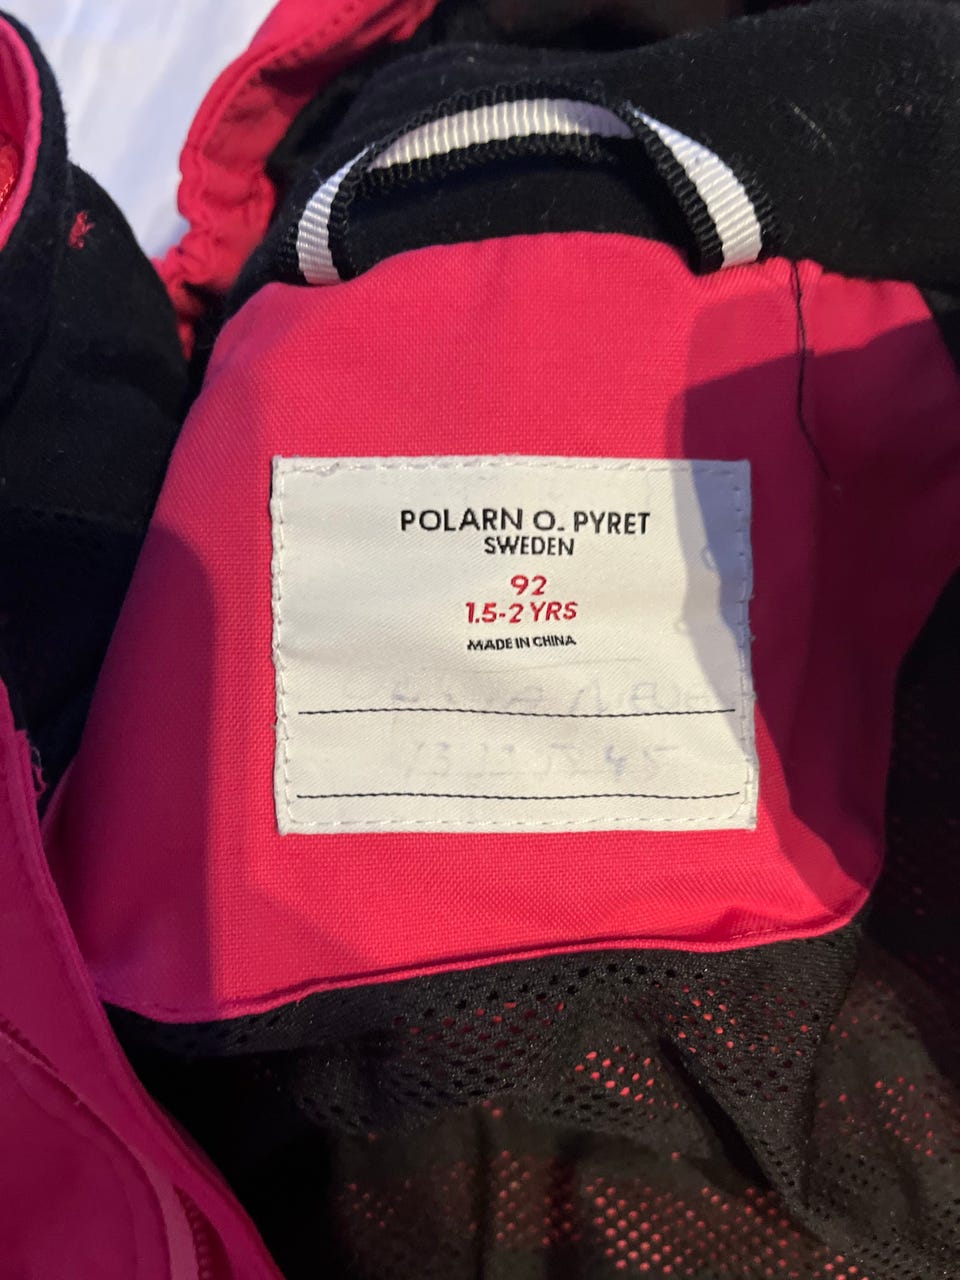 POLARN O. PYRET
SWEDEN
92
1.5-2 YRS
MADE IN CHINA